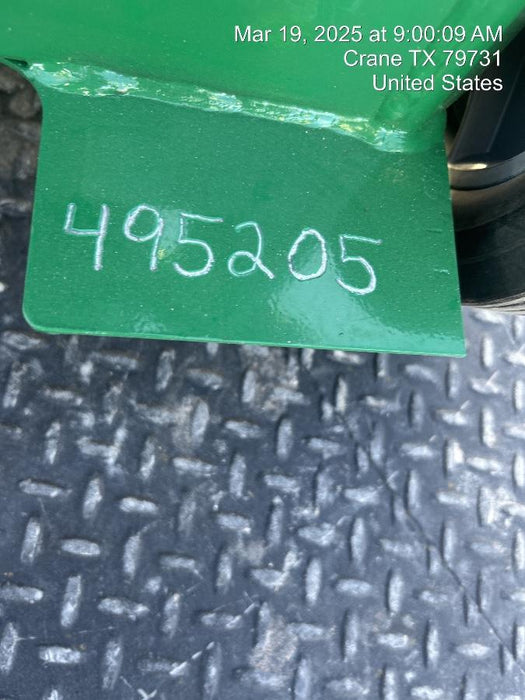 Mar 19, 2025 at 9:00:09 AM
Crane TX 79731
United States
495205